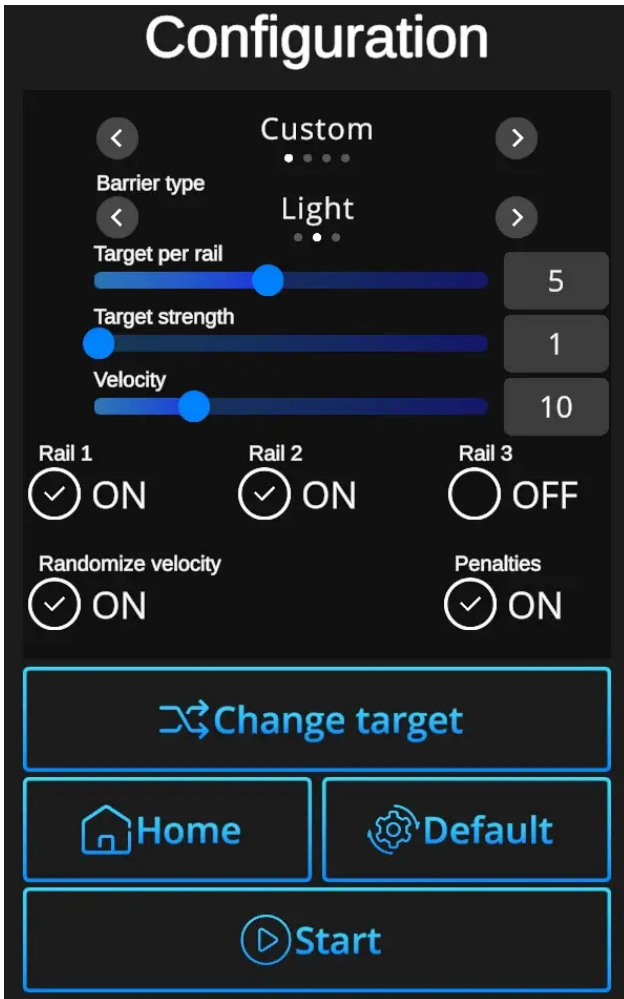 Configuration
Custom
Barrier type
Light
Target per rail
5
Target strength
1
Velocity
10
Rail 1 Rail 2 Rail 3
ON ON OFF
Randomize velocity Penalties
ON ON
Change target
Home Default
Start